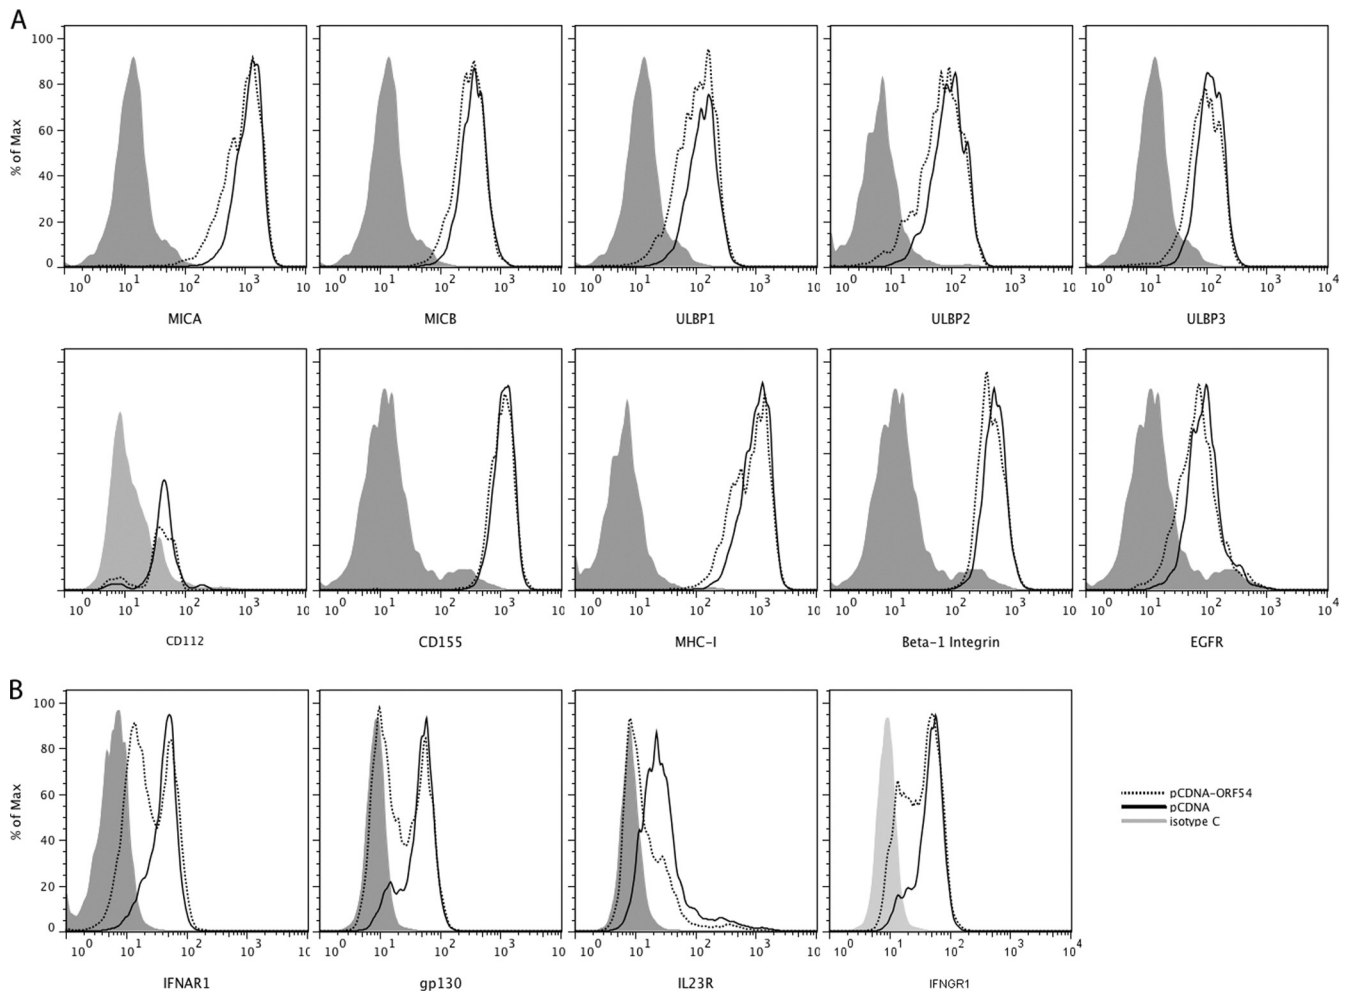 A
100
80
60
40
20
0
% of Max
10^0 10^1 10^2 10^3 10
10^0 10^1 10^2 10^3 10
10^0 10^1 10^2 10^3 10
10^0 10^1 10^2 10^3 10
10^0 10^1 10^2 10^3 10^4
MICA MICB ULBP1 ULBP2 ULBP3
10^0 10^1 10^2 10^3 10
10^0 10^1 10^2 10^3 10
10^0 10^1 10^2 10^3 10
10^0 10^1 10^2 10^3 10
10^0 10^1 10^2 10^3 10
CD112 CD155 MHC-I Beta-1 Integrin EGFR
B
100
80
60
40
20
0
% of Max
10^0 10^1 10^2 10^3 10
10^0 10^1 10^2 10^3 10
10^0 10^1 10^2 10^3 10
10^0 10^1 10^2 10^3 10^4
IFNAR1 gp130 IL23R IFNGR1
pCDNA-ORF54
pCDNA
isotype C